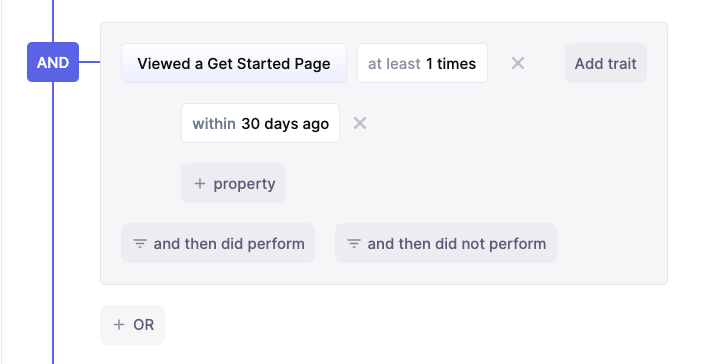 AND
Viewed a Get Started Page at least 1 times Add trait
within 30 days ago
+ property
and then did perform and then did not perform
+ OR